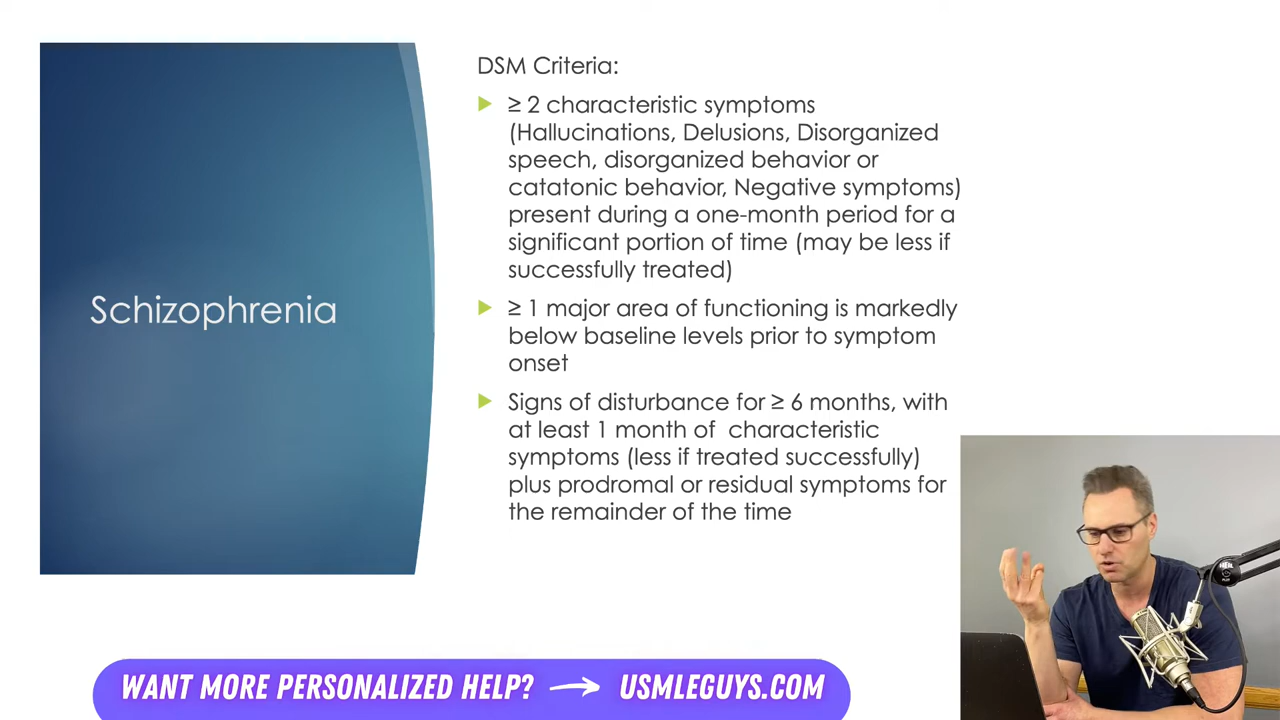 DSM Criteria:
≥ 2 characteristic symptoms
(Hallucinations, Delusions, Disorganized
speech, disorganized behavior or
catatonic behavior, Negative symptoms)
present during a one-month period for a
significant portion of time (may be less if
successfully treated)
≥ 1 major area of functioning is markedly
below baseline levels prior to symptom
onset
Signs of disturbance for ≥ 6 months, with
at least 1 month of characteristic
symptoms (less if treated successfully)
plus prodromal or residual symptoms for
the remainder of the time
Schizophrenia
WANT MORE PERSONALIZED HELP? → USMLEGUYS.COM